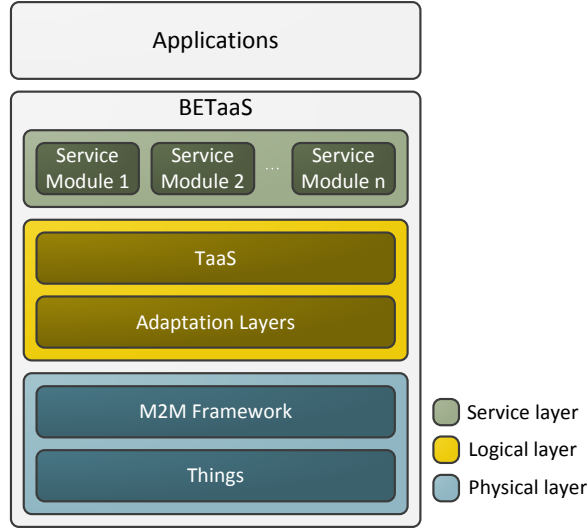 Applications
BETaaS
Service
Module 1
Service
Module 2
...
Service
Module n
TaaS
Adaptation Layers
M2M Framework
Things
Service layer
Logical layer
Physical layer